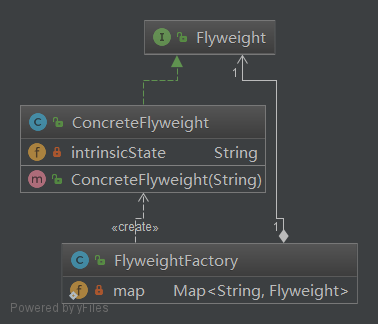 I Flyweight
1
C ConcreteFlyweight
f intrinsicState String
m ConcreteFlyweight(String)
«create»
1
C FlyweightFactory
f map Map<String, Flyweight>
Powered by yFiles